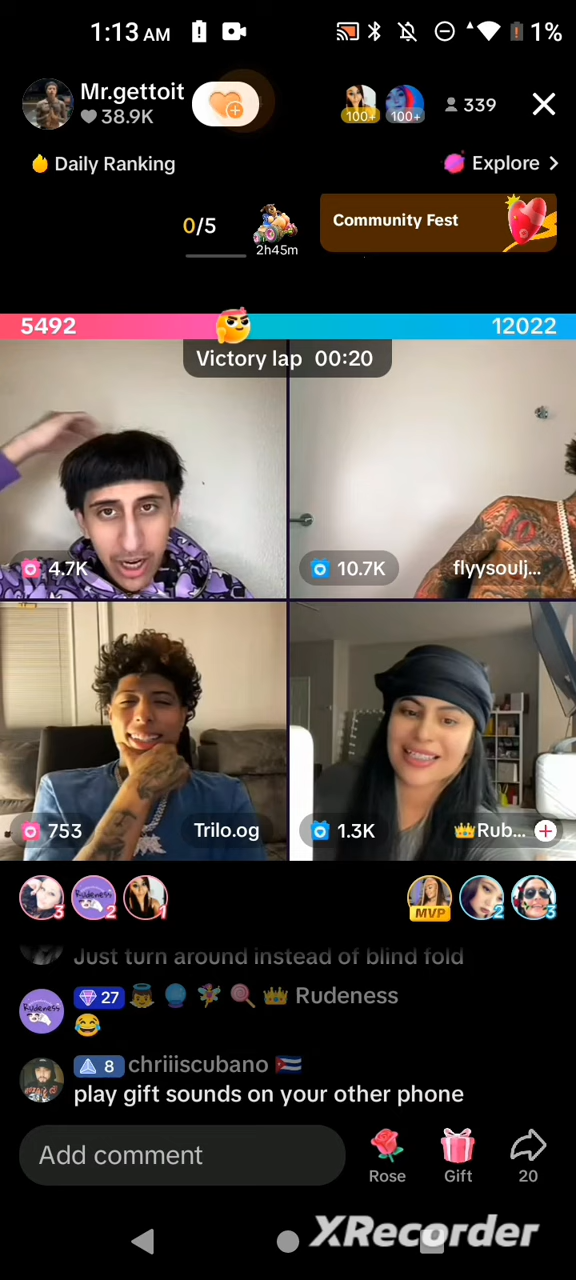 1:13 AM
1%
Mr.gettoit
38.9K
100+
100+
339
Daily Ranking
Explore >
0/5
2h45m
Community Fest
5492
12022
Victory lap 00:20
4.7K
10.7K
flyysoulj...
753
Trilo.og
1.3K
Rub...
3
Rudeness
2
1
MVP
2
3
Just turn around instead of blind fold
Rudeness
27
Rudeness
8
chriiiscubano
play gift sounds on your other phone
Add comment
Rose
Gift
20
XRecorder